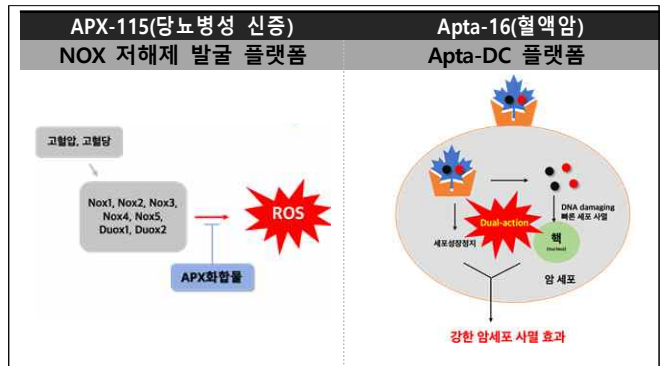 APX-115(당뇨병성 신증)
NOX 저해제 발굴 플랫폼
고혈압, 고혈당
Nox1, Nox2, Nox3,
Nox4, Nox5,
Duox1, Duox2
ROS
APX화합물
Apta-16(혈액암)
Apta-DC 플랫폼
DNA damaging
빠른 세포 사멸
Dual-action
세포성장정지
핵
(nucleus)
암 세포
강한 암세포 사멸 효과